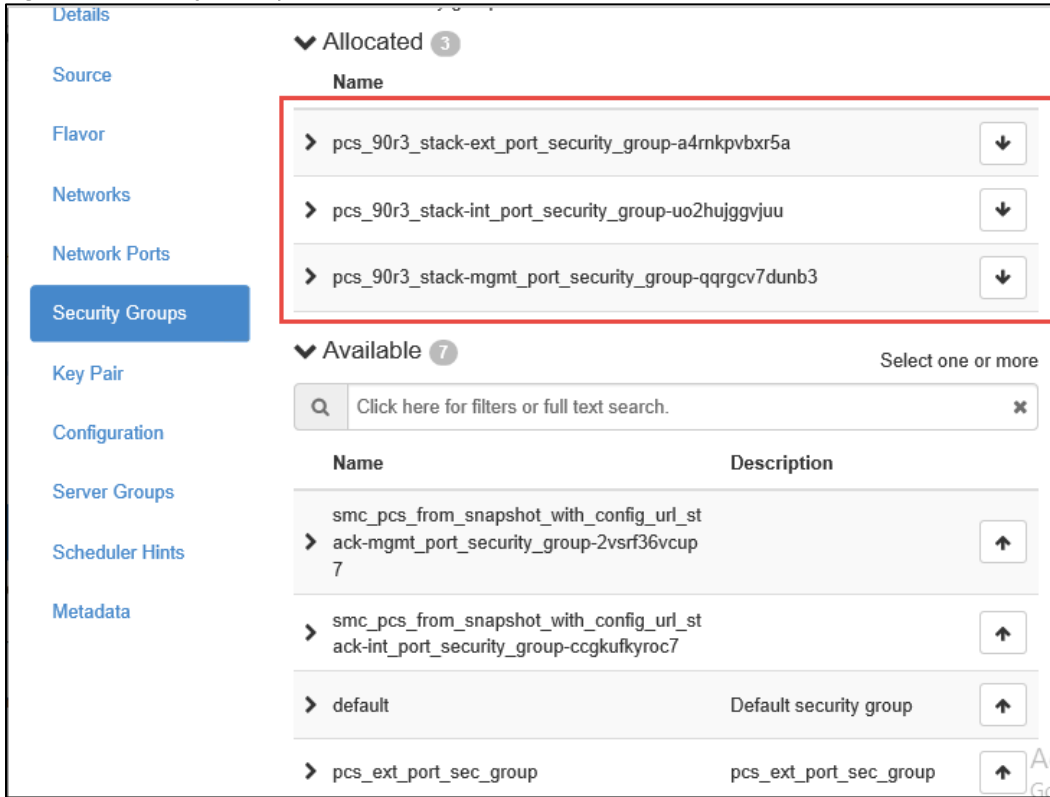 Details
Source
Flavor
Networks
Network Ports
Security Groups
Key Pair
Configuration
Server Groups
Scheduler Hints
Metadata
Allocated 3
Name
pcs_90r3_stack-ext_port_security_group-a4rnkpvbxr5a
pcs_90r3_stack-int_port_security_group-uo2hujggvjuu
pcs_90r3_stack-mgmt_port_security_group-qqrgcv7dunb3
Available 7
Select one or more
Click here for filters or full text search.
Name Description
smc_pcs_from_snapshot_with_config_url_st
ack-mgmt_port_security_group-2vsrf36vcup
7
smc_pcs_from_snapshot_with_config_url_st
ack-int_port_security_group-ccgkufkyroc7
default Default security group
pcs_ext_port_sec_group pcs_ext_port_sec_group